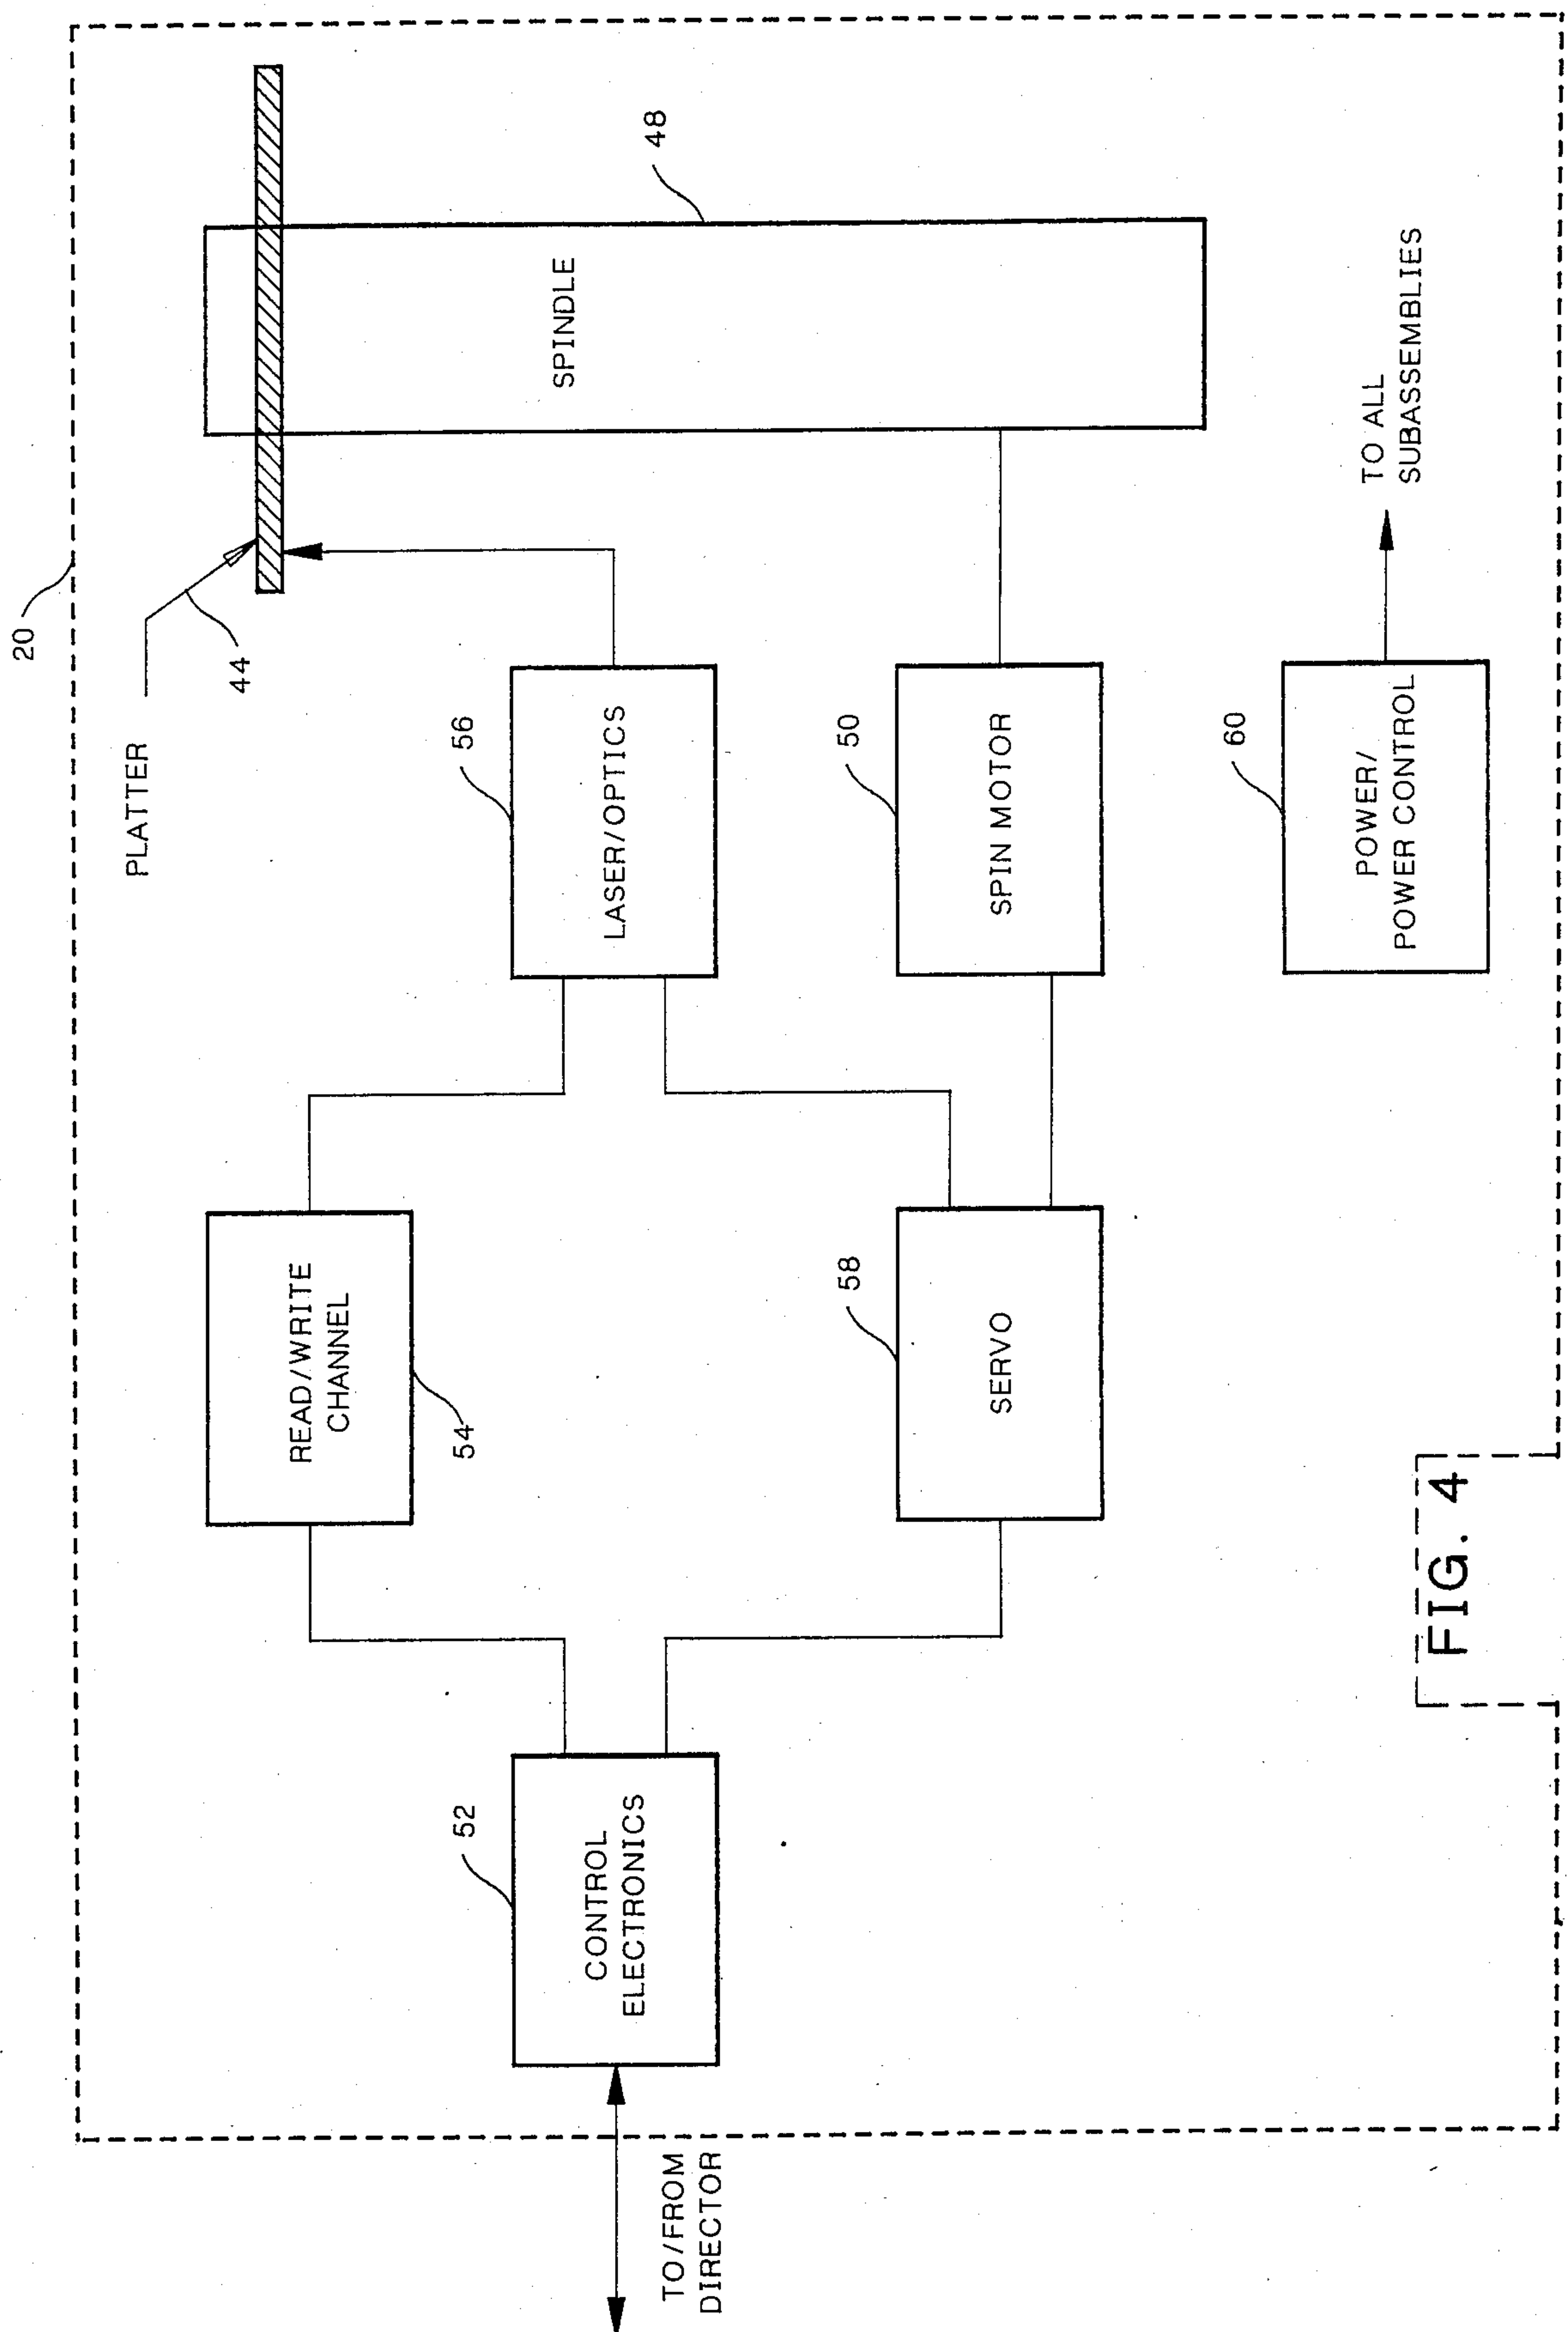 20
PLATTER
44
48
SPINDLE
56
LASER/OPTICS
READ/WRITE
CHANNEL
54
52
CONTROL
ELECTRONICS
TO/FROM
DIRECTOR
50
SPIN MOTOR
58
SERVO
60
POWER/
POWER CONTROL
TO ALL
SUBASSEMBLIES
FIG. 4